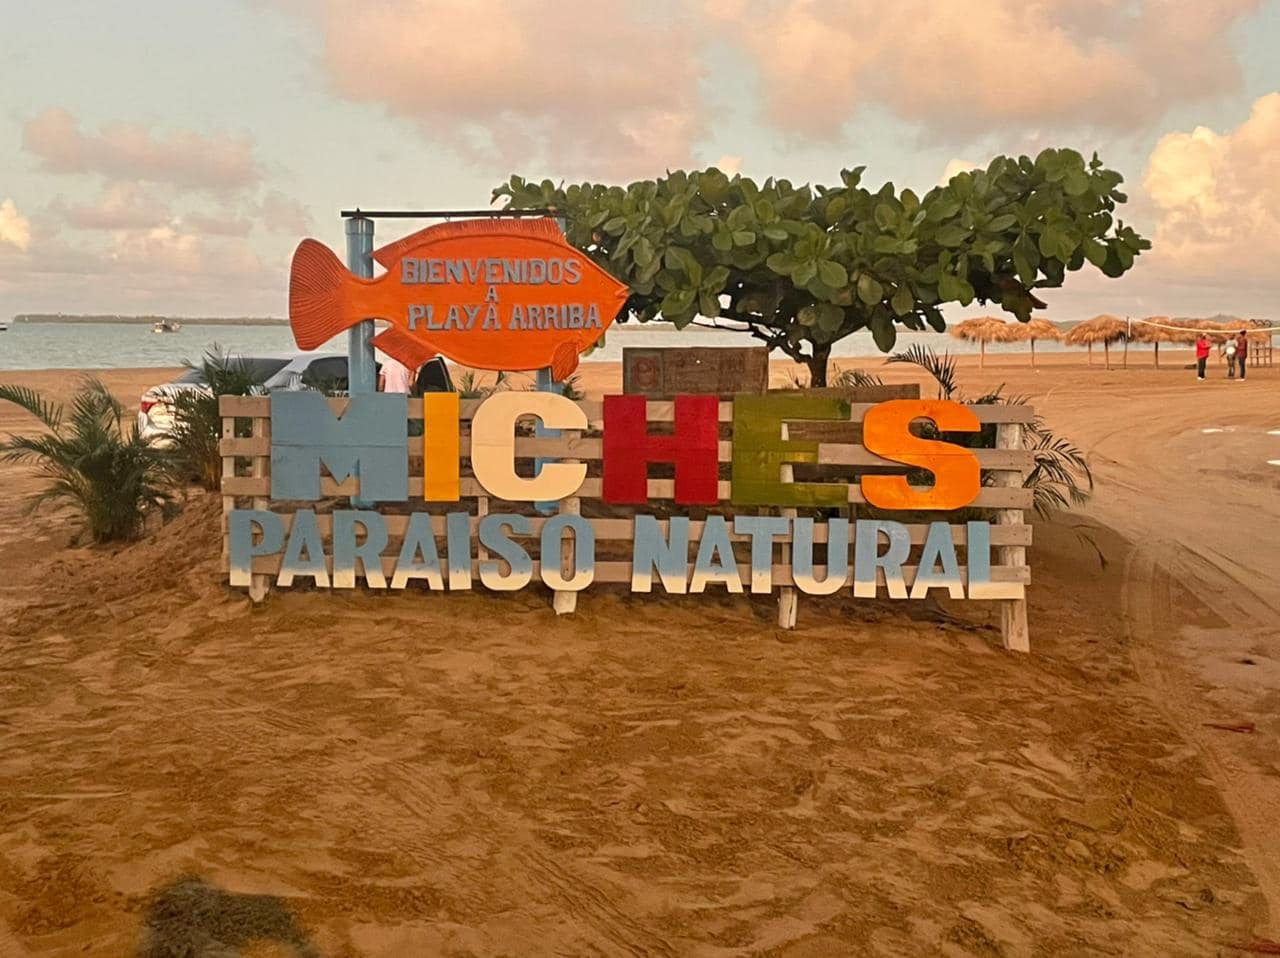 BIENVENIDOS
A
PLAYA ARRIBA
MICHES
PARAISO NATURAL